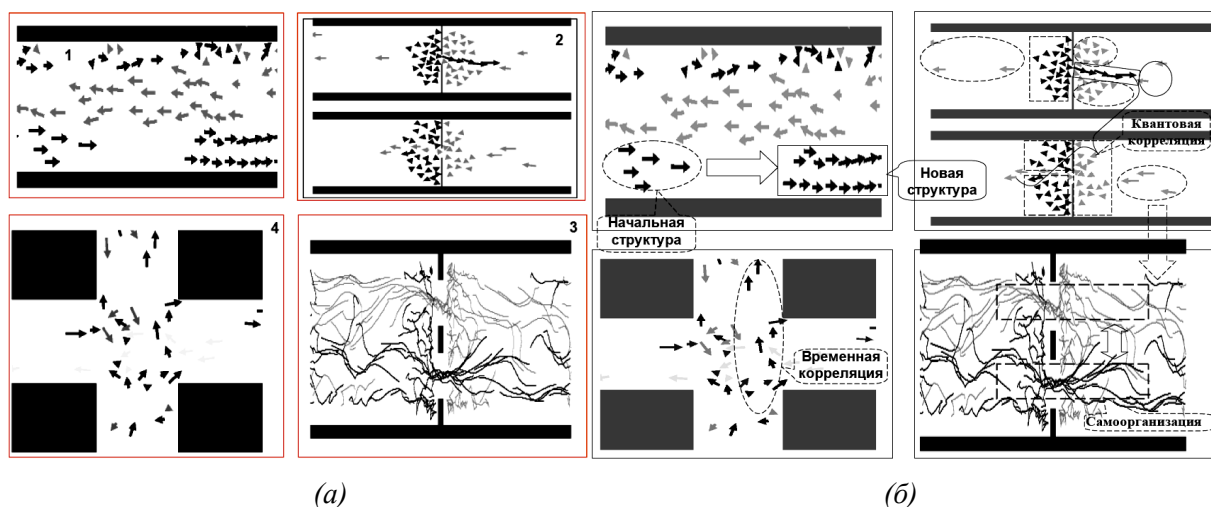 1
2
4
3
Начальная
структура
Новая
структура
Квантовая
корреляция
Временная
корреляция
Самоорганизация
(а)
(б)